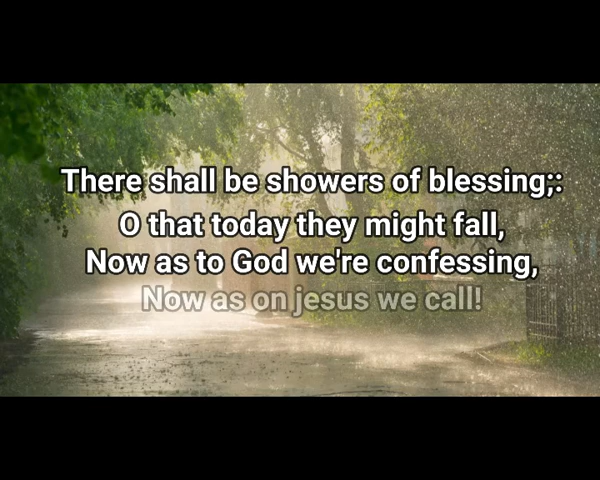 There shall be showers of blessing;:
O that today they might fall,
Now as to God we're confessing,
Now as on jesus we call!